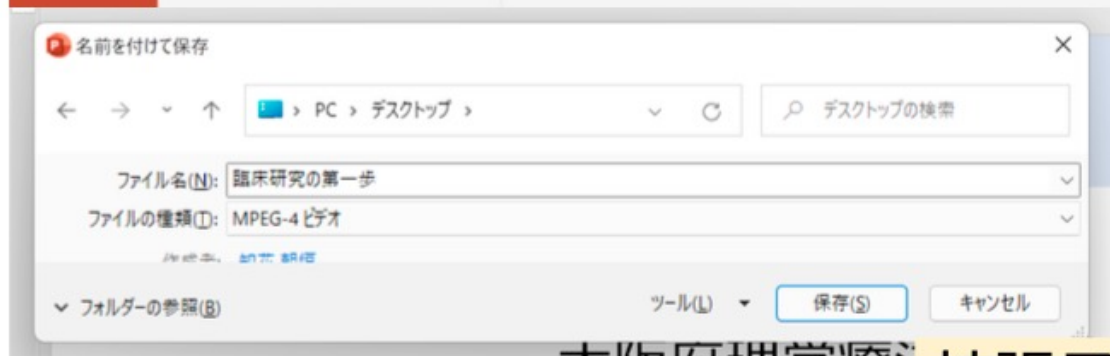 名前を付けて保存
PC > デスクトップ >
デスクトップの検索
ファイル名(N): 臨床研究の第一歩
ファイルの種類(T): MPEG-4 ビデオ
作成者:
フォルダーの参照(B)
ツール(L)
保存(S)
キャンセル